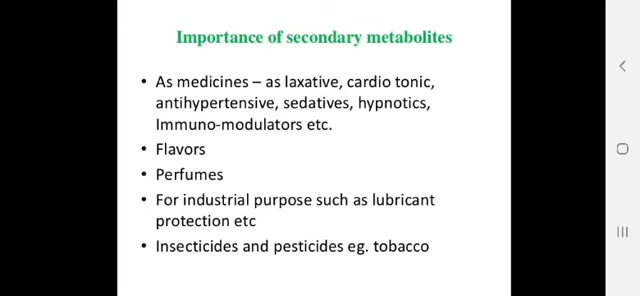 Importance of secondary metabolites
• As medicines – as laxative, cardio tonic,
antihypertensive, sedatives, hypnotics,
Immuno-modulators etc.
• Flavors
• Perfumes
• For industrial purpose such as lubricant
protection etc
• Insecticides and pesticides eg. tobacco